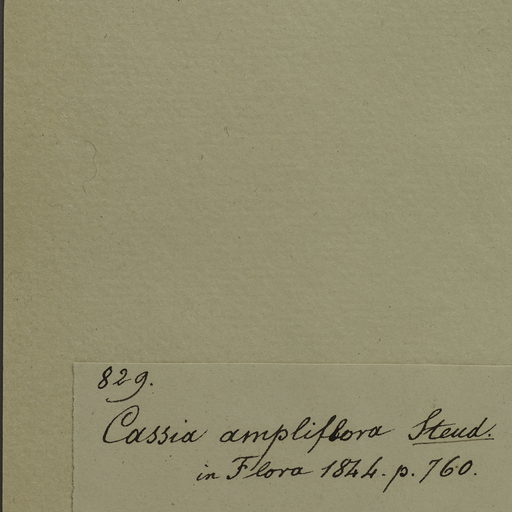 829.
Cassia ampliflora Steud.
in Flora 1844. p. 760.